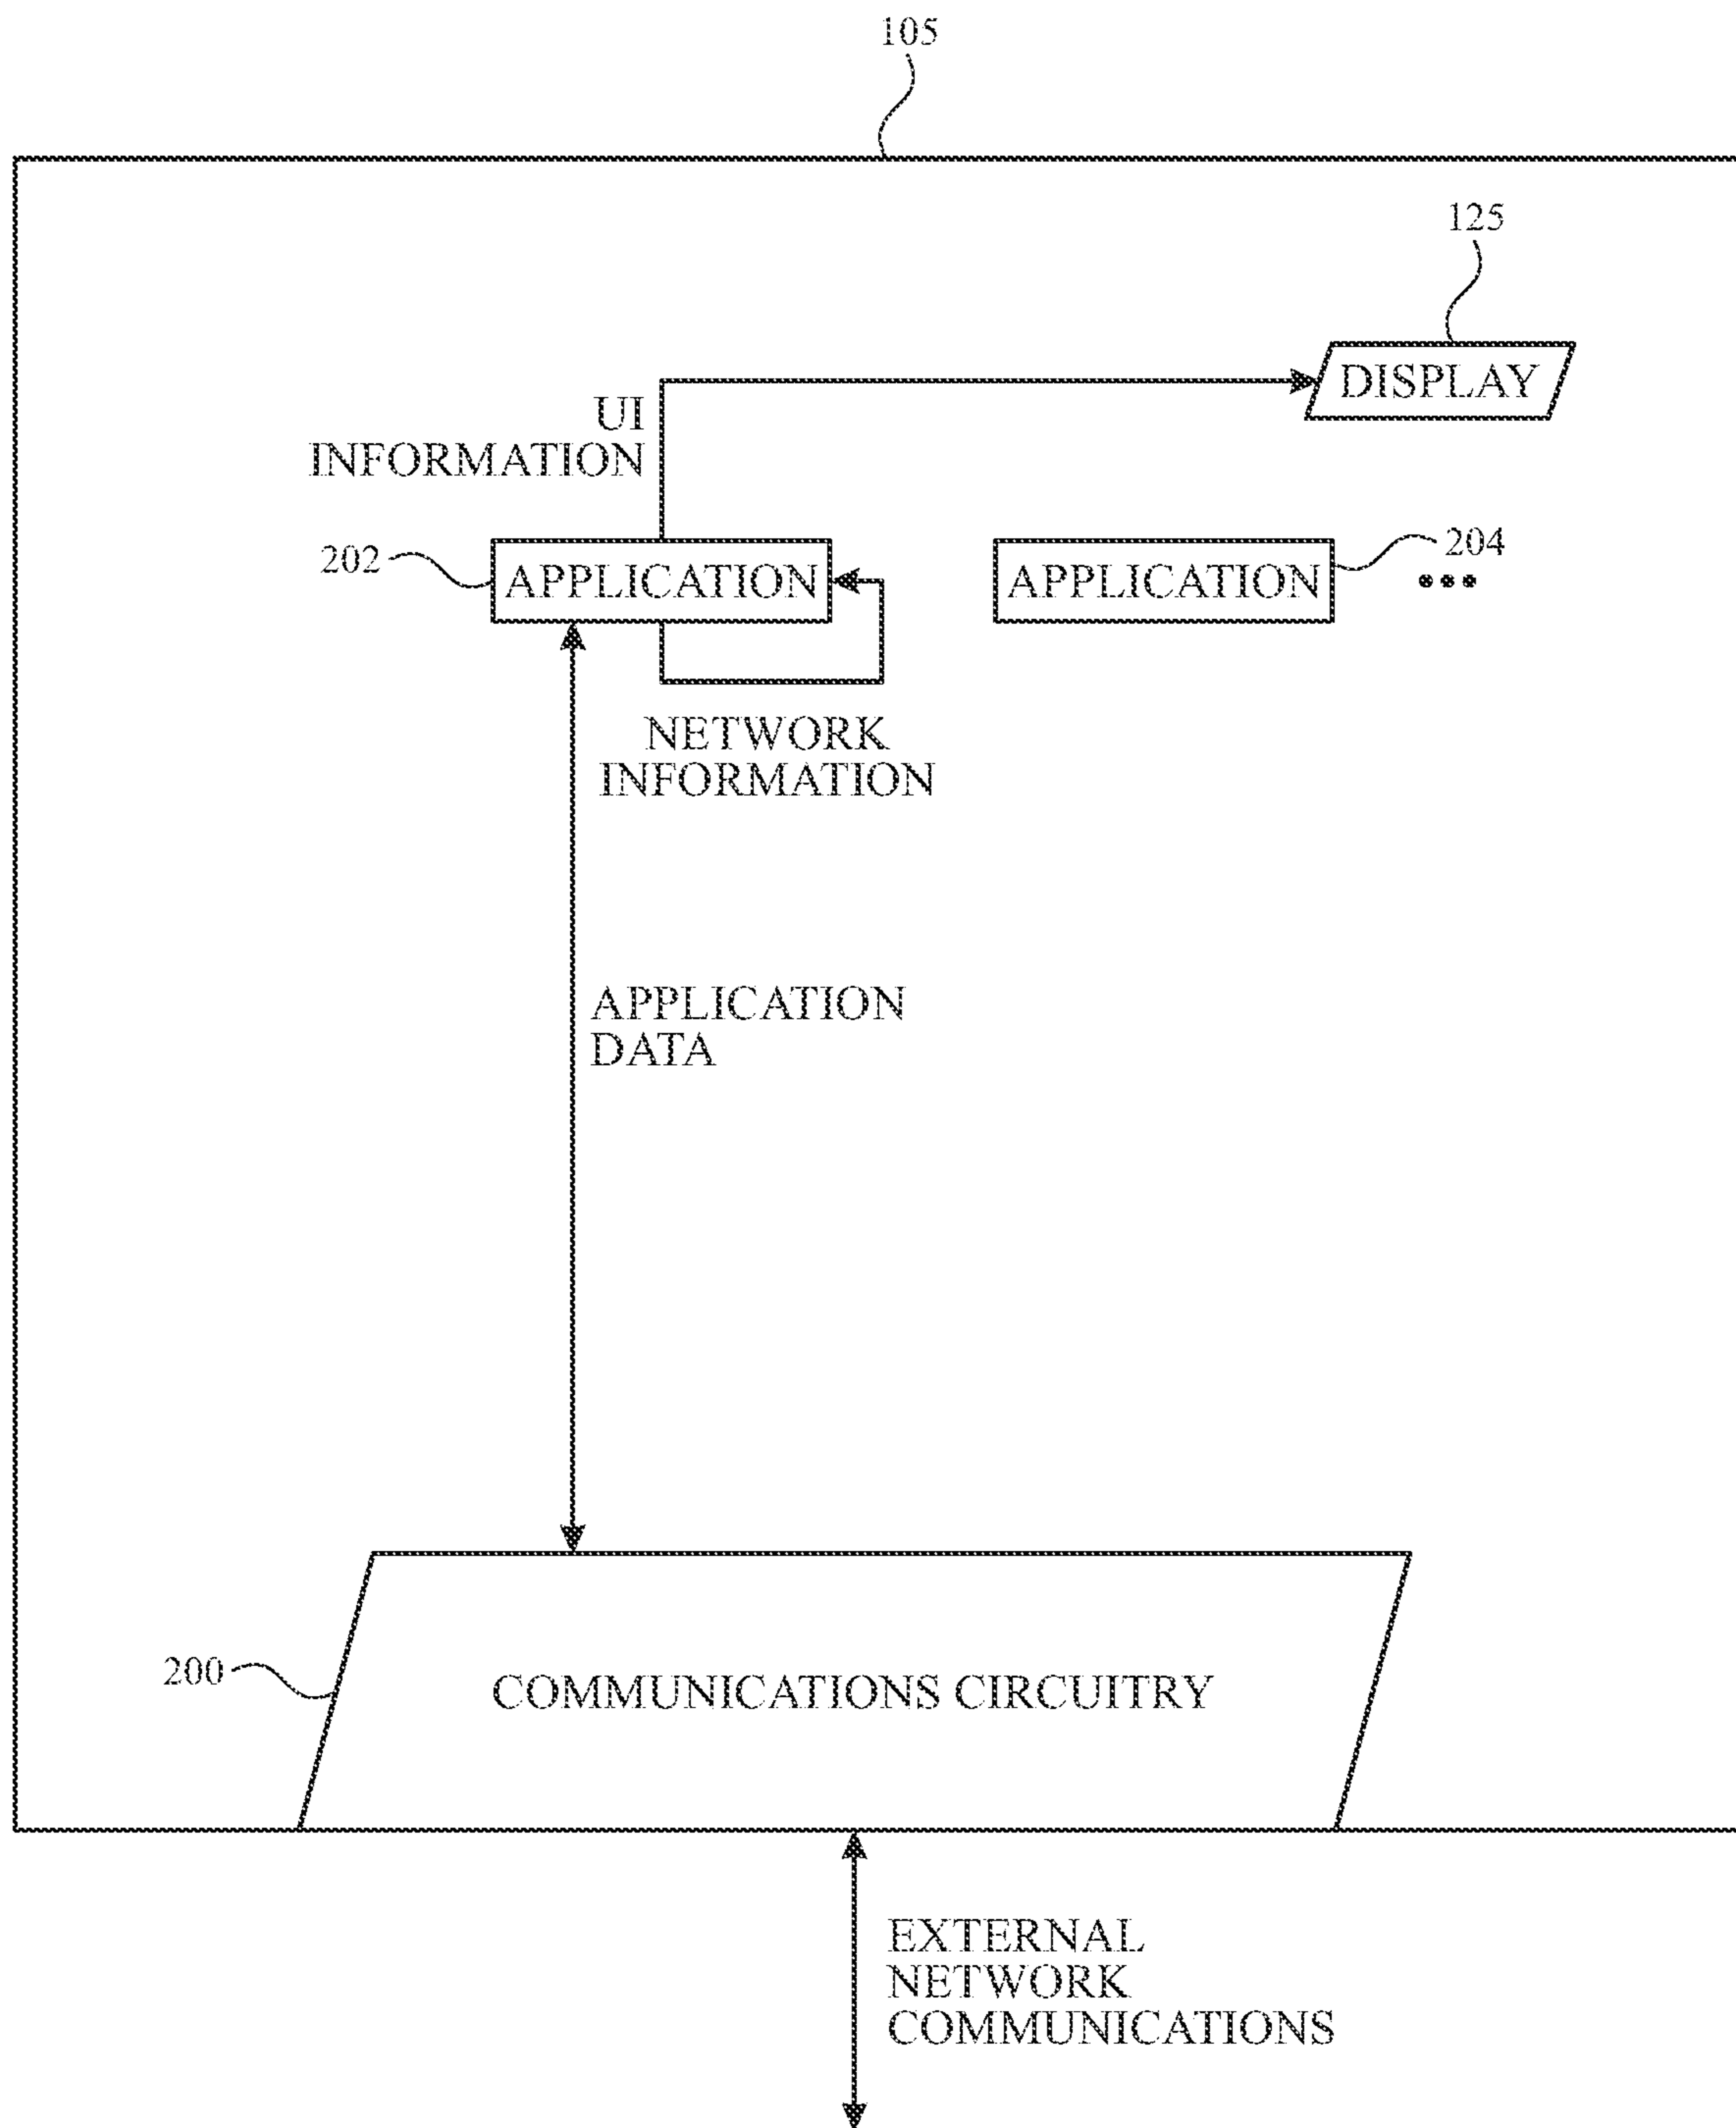 105
125
DISPLAY
UI
INFORMATION
202
APPLICATION
APPLICATION
204
NETWORK
INFORMATION
APPLICATION
DATA
200
COMMUNICATIONS CIRCUITRY
EXTERNAL
NETWORK
COMMUNICATIONS